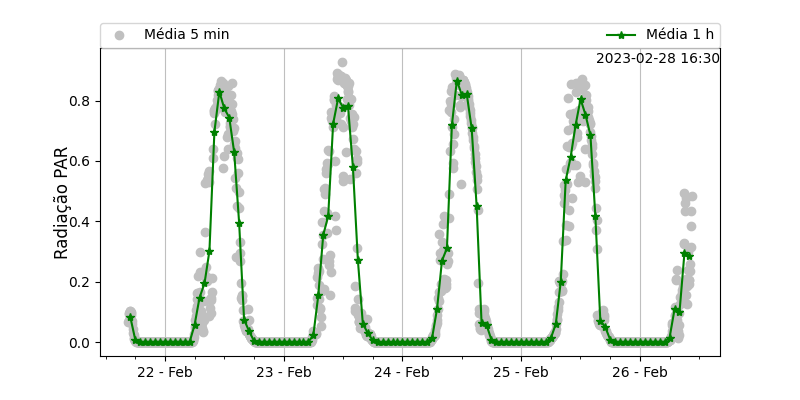 Média 5 min
Média 1 h
2023-02-28 16:30
Radiação PAR
0.8
0.6
0.4
0.2
0.0
22 - Feb
23 - Feb
24 - Feb
25 - Feb
26 - Feb